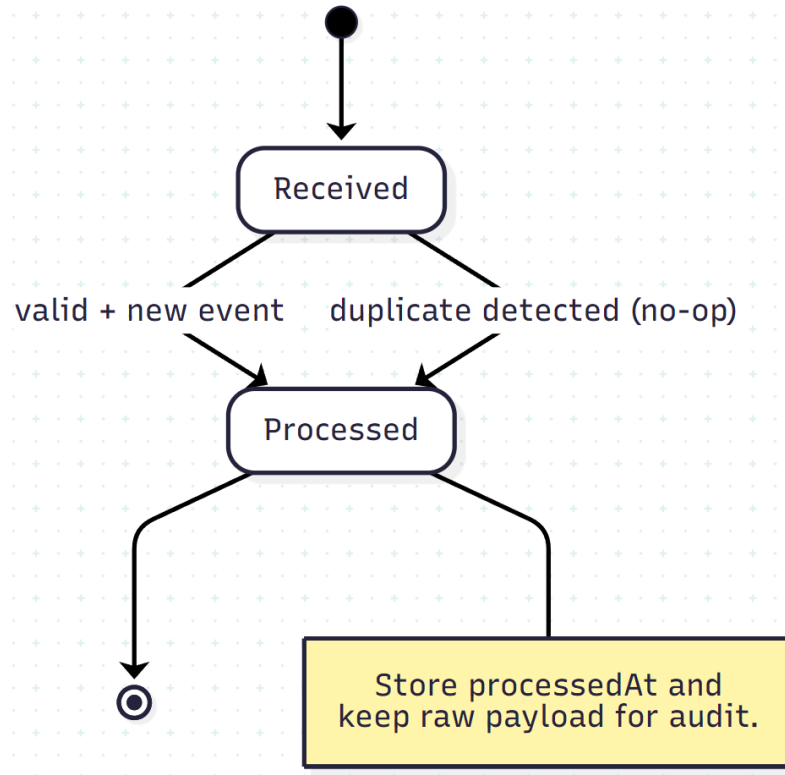 Received
valid + new event
duplicate detected (no-op)
Processed
Store processedAt and
keep raw payload for audit.